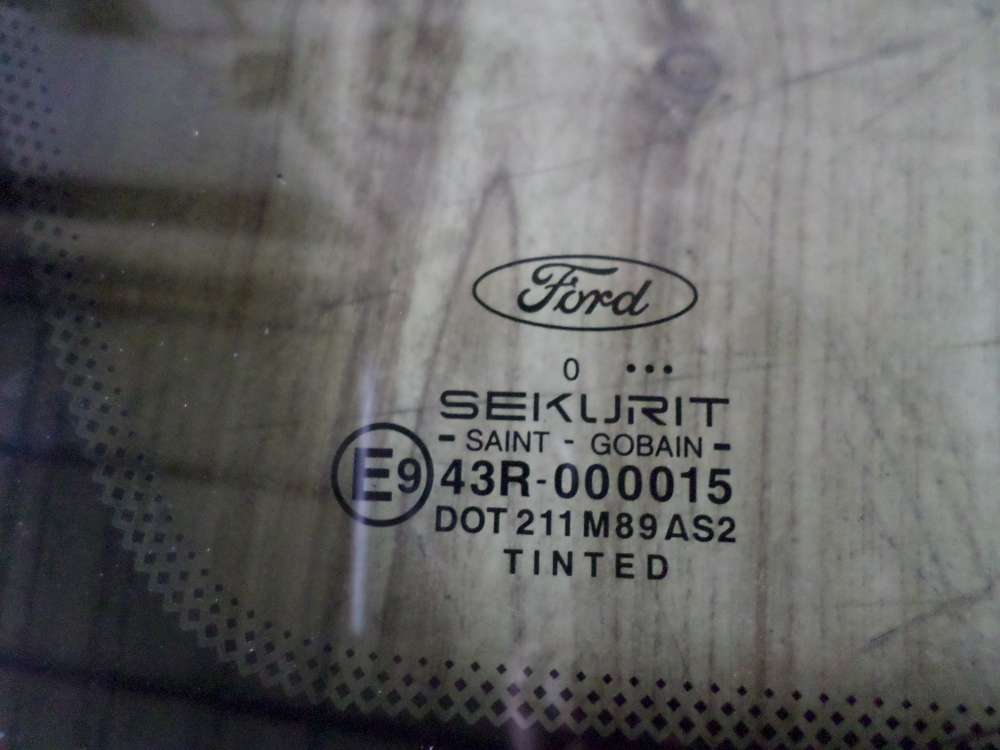 Ford
0 •••
SEKURIT
- SAINT - GOBAIN -
E9 43R-000015
DOT 211 M89 AS2
TINTED